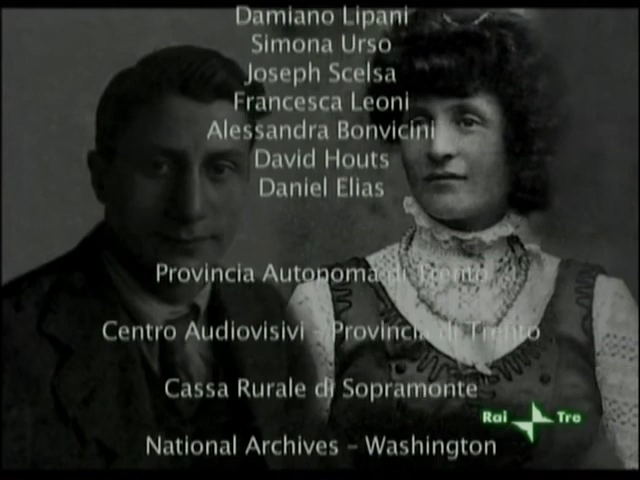 Damiano Lipani
Simona Urso
Joseph Scelsa
Francesca Leoni
Alessandra Bonvicini
David Houts
Daniel Elias
Provincia Autonoma di Trento
Centro Audiovisivi - Provincia di Trento
Cassa Rurale di Sopramonte
Rai Tre
National Archives - Washington